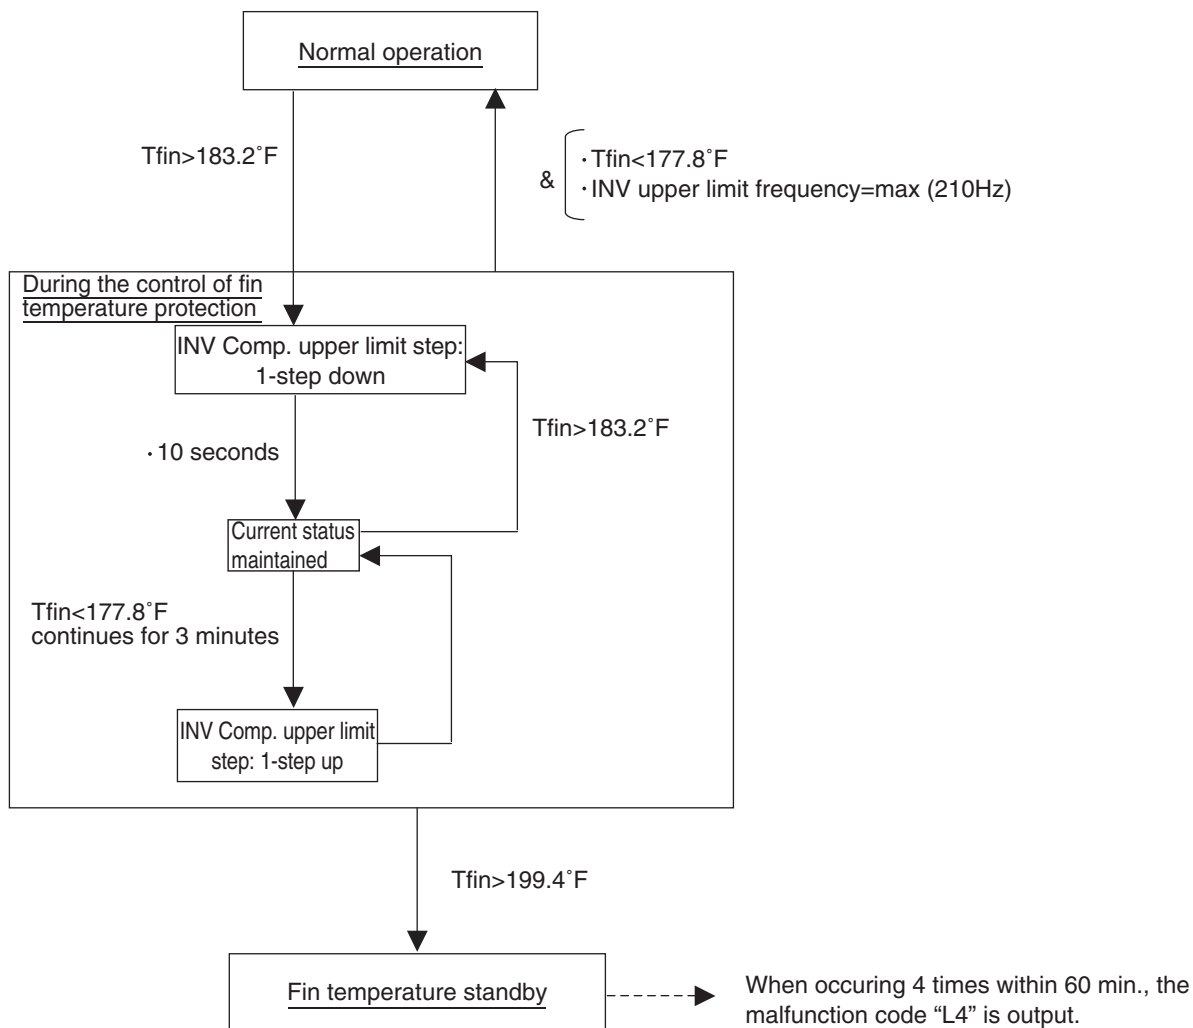 Normal operation
Tfin>183.2˚F
&
·Tfin<177.8˚F
·INV upper limit frequency=max (210Hz)
During the control of fin
temperature protection
INV Comp. upper limit step:
1-step down
Tfin>183.2˚F
·10 seconds
Current status
maintained
Tfin<177.8˚F
continues for 3 minutes
INV Comp. upper limit
step: 1-step up
Tfin>199.4˚F
Fin temperature standby
When occuring 4 times within 60 min., the
malfunction code “L4” is output.